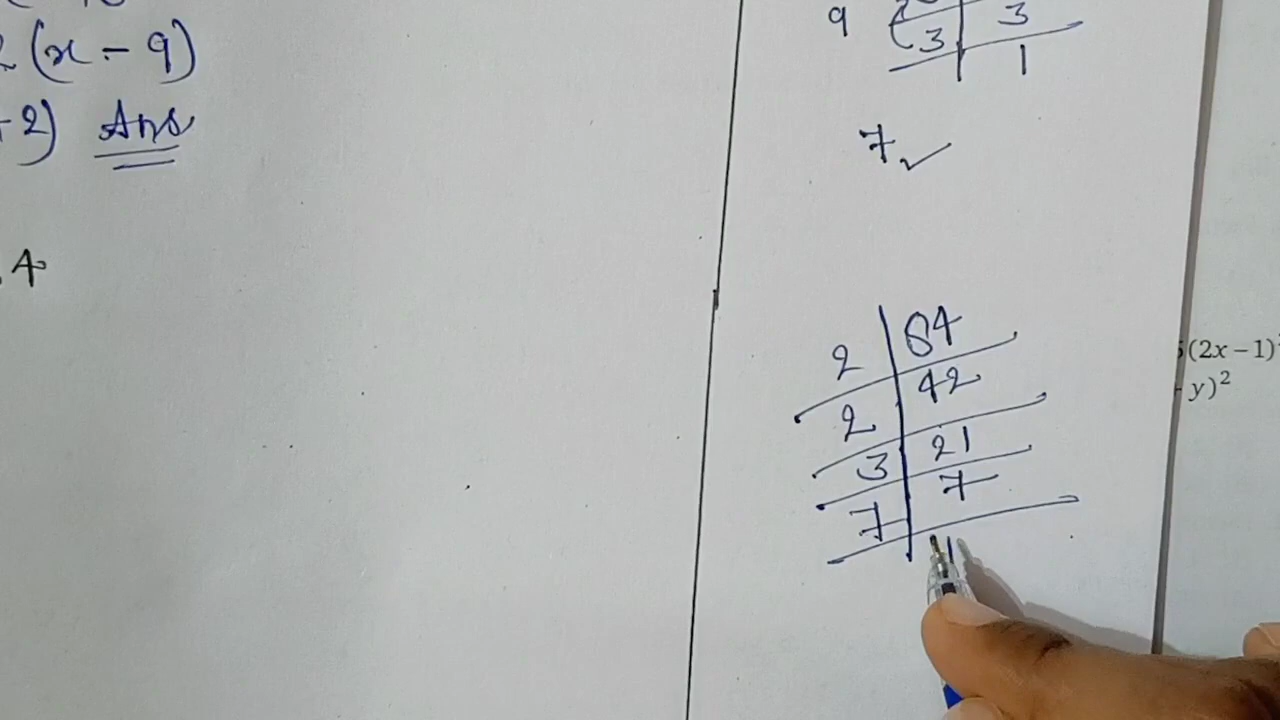 (x - 9)
+2) Ans
4
9
3
3
1
7 ✓
2 84
2 42
3 21
7 7
1
(2x – 1)
y)²